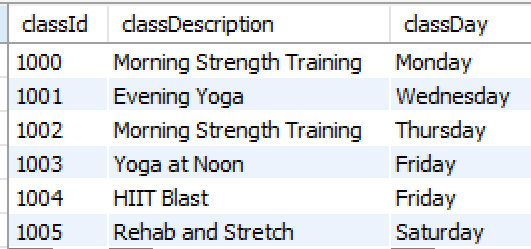 classId classDescription classDay
1000 Morning Strength Training Monday
1001 Evening Yoga Wednesday
1002 Morning Strength Training Thursday
1003 Yoga at Noon Friday
1004 HIIT Blast Friday
1005 Rehab and Stretch Saturday